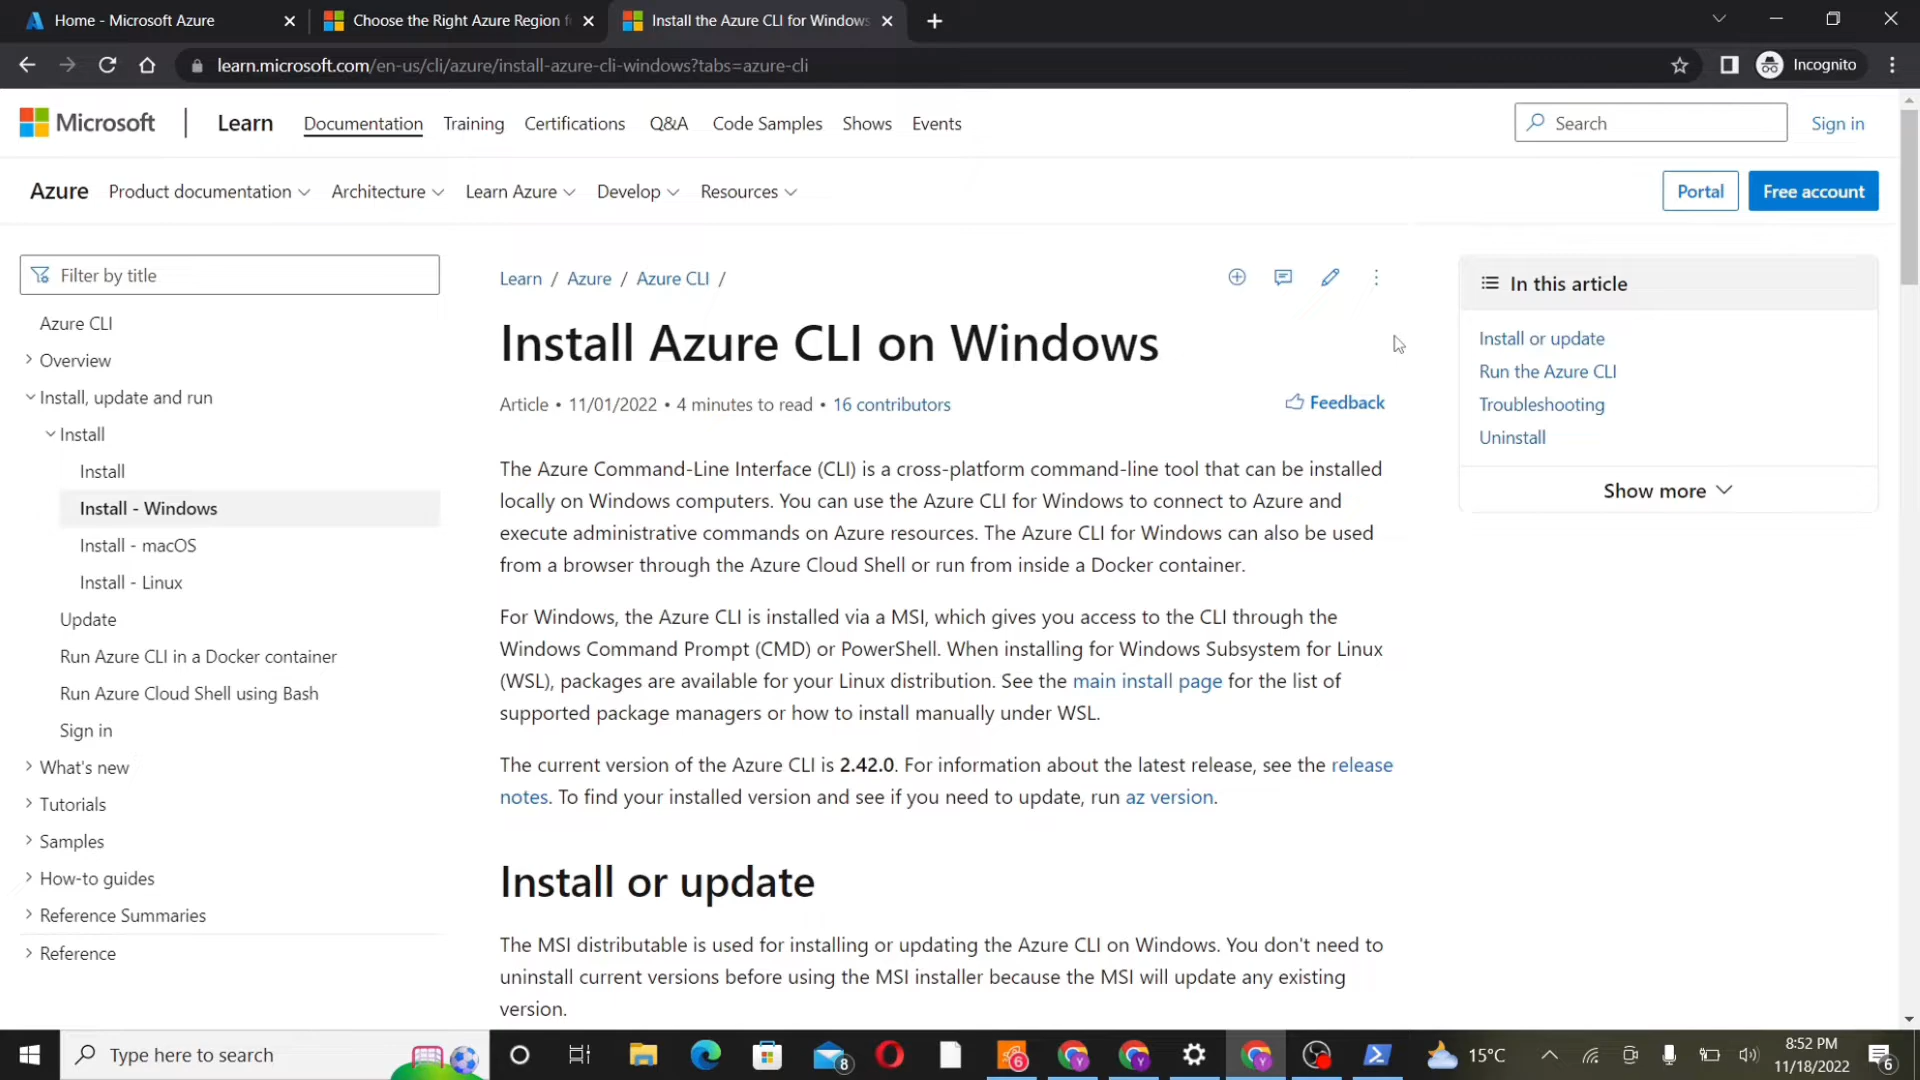 Home - Microsoft Azure
Choose the Right Azure Region f
Install the Azure CLI for Windows
learn.microsoft.com/en-us/cli/azure/install-azure-cli-windows?tabs=azure-cli
Incognito
Microsoft
Learn
Documentation
Training
Certifications
Q&A
Code Samples
Shows
Events
Search
Sign in
Azure
Product documentation
Architecture
Learn Azure
Develop
Resources
Portal
Free account
Filter by title
Azure CLI
Overview
Install, update and run
Install
Install
Install - Windows
Install - macOS
Install - Linux
Update
Run Azure CLI in a Docker container
Run Azure Cloud Shell using Bash
Sign in
What's new
Tutorials
Samples
How-to guides
Reference Summaries
Reference
Learn / Azure / Azure CLI /
Install Azure CLI on Windows
Article • 11/01/2022 • 4 minutes to read • 16 contributors
Feedback
The Azure Command-Line Interface (CLI) is a cross-platform command-line tool that can be installed
locally on Windows computers. You can use the Azure CLI for Windows to connect to Azure and
execute administrative commands on Azure resources. The Azure CLI for Windows can also be used
from a browser through the Azure Cloud Shell or run from inside a Docker container.
For Windows, the Azure CLI is installed via a MSI, which gives you access to the CLI through the
Windows Command Prompt (CMD) or PowerShell. When installing for Windows Subsystem for Linux
(WSL), packages are available for your Linux distribution. See the main install page for the list of
supported package managers or how to install manually under WSL.
The current version of the Azure CLI is 2.42.0. For information about the latest release, see the release
notes. To find your installed version and see if you need to update, run az version.
Install or update
The MSI distributable is used for installing or updating the Azure CLI on Windows. You don't need to
uninstall current versions before using the MSI installer because the MSI will update any existing
version.
In this article
Install or update
Run the Azure CLI
Troubleshooting
Uninstall
Show more
Type here to search
8
6
15°C
8:52 PM
11/18/2022
6